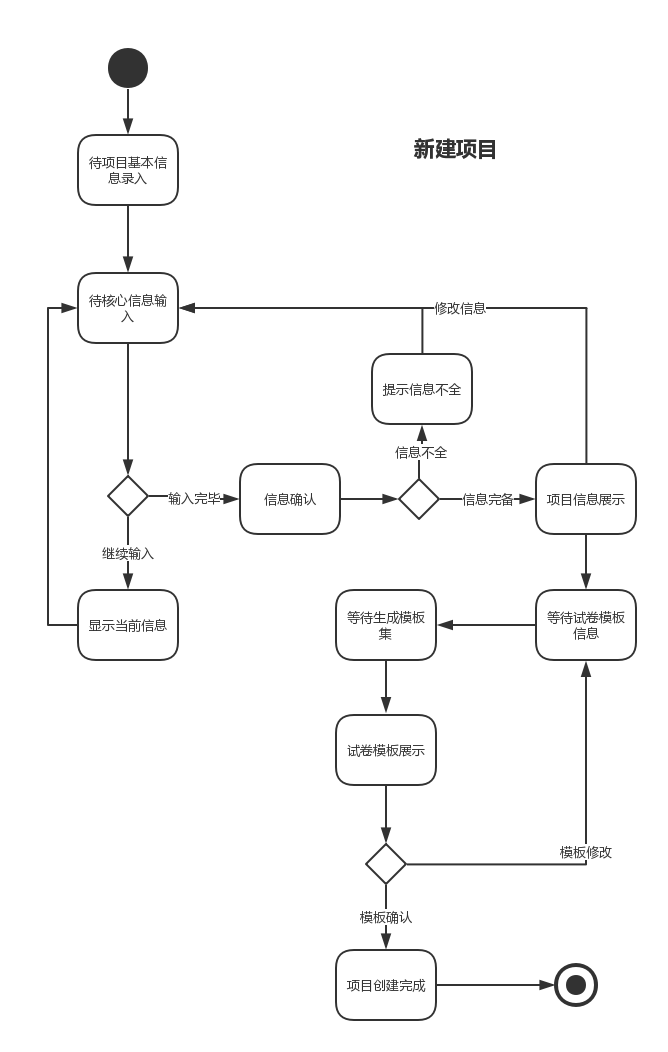 新建项目
待项目基本信
息录入
待核心信息输
入
修改信息
提示信息不全
信息不全
输入完毕
信息确认
信息完备
项目信息展示
继续输入
显示当前信息
等待生成模板
集
等待试卷模板
信息
试卷模板展示
模板修改
模板确认
项目创建完成